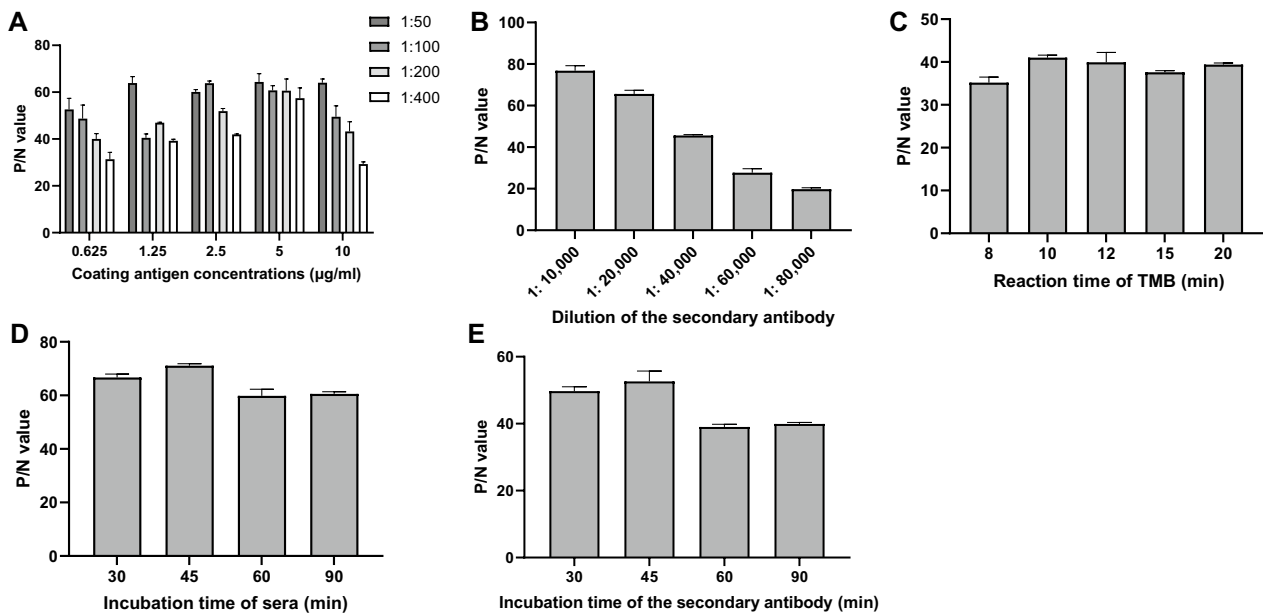 A
1:50
1:100
1:200
1:400
80
60
40
20
0
P/N value
0.625 1.25 2.5 5 10
Coating antigen concentrations (μg/ml)
B
100
80
60
40
20
0
P/N value
1: 10,000 1: 20,000 1: 40,000 1: 60,000 1: 80,000
Dilution of the secondary antibody
C
50
40
30
20
10
0
P/N value
8 10 12 15 20
Reaction time of TMB (min)
D
80
60
40
20
0
P/N value
30 45 60 90
Incubation time of sera (min)
E
60
40
20
0
P/N value
30 45 60 90
Incubation time of the secondary antibody (min)